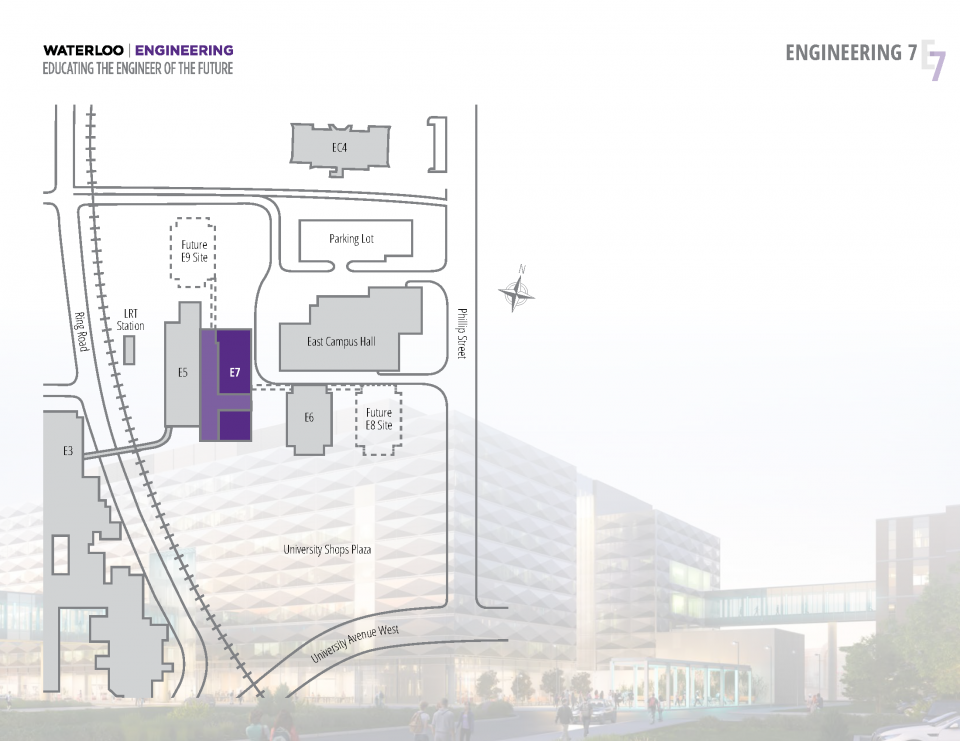 WATERLOO | ENGINEERING
EDUCATING THE ENGINEER OF THE FUTURE
ENGINEERING 7
E7
EC4
Parking Lot
Future
E9 Site
N
LRT
Station
Ring Road
Phillip Street
East Campus Hall
E5
E7
E6
Future
E8 Site
E3
University Shops Plaza
University Avenue West